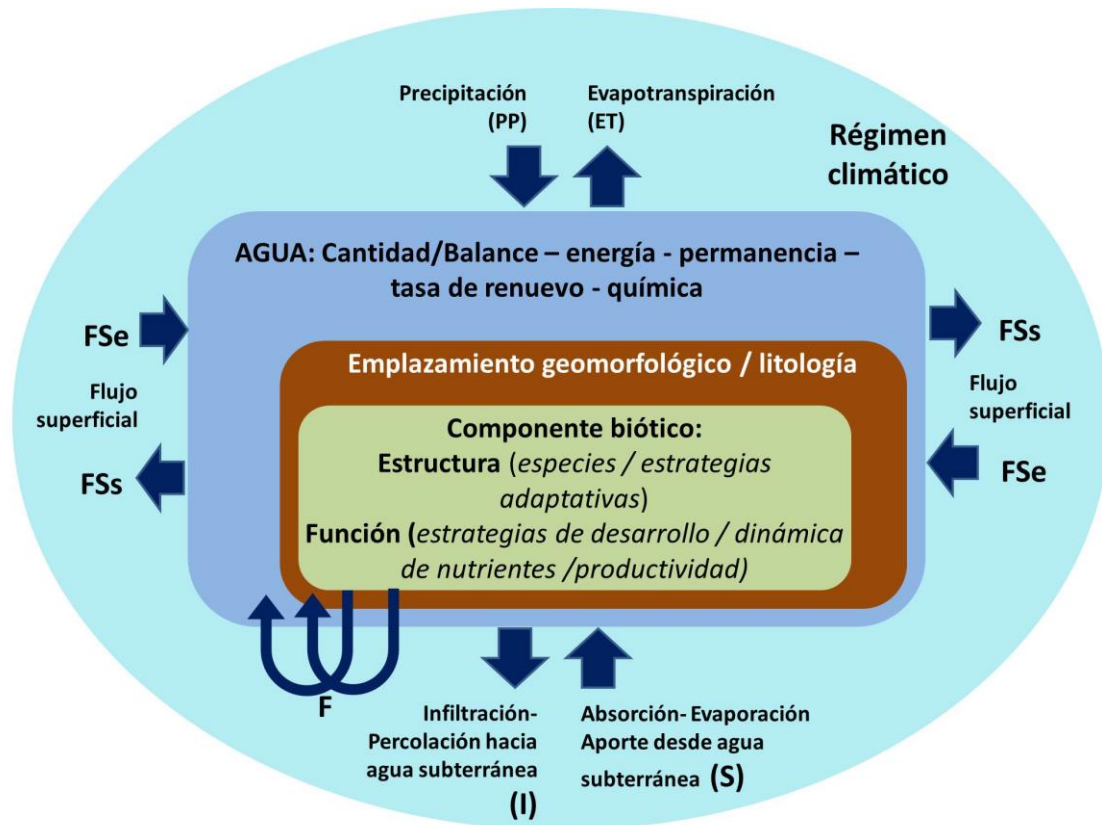 Precipitación
(PP)
Evapotranspiración
(ET)
Régimen
climático
AGUA: Cantidad/Balance – energía - permanencia –
tasa de renuevo - química
FSe
Flujo
superficial
FSs
FSs
Flujo
superficial
FSe
Emplazamiento geomorfológico / litología
Componente biótico:
Estructura (especies / estrategias
adaptativas)
Función (estrategias de desarrollo / dinámica
de nutrientes /productividad)
F
Infiltración-
Percolación hacia
agua subterránea
(I)
Absorción- Evaporación
Aporte desde agua
subterránea (S)